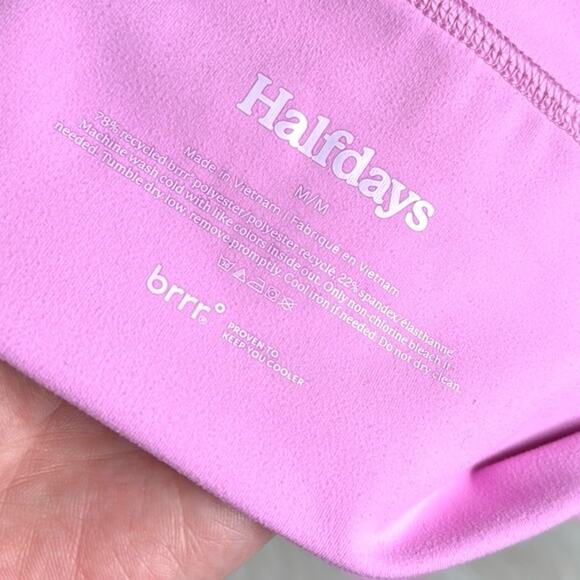 Halfdays
M/M
Made in Vietnam | Fabriqué en Vietnam
78% recycled brrr° polyester/polyester recyclé, 22% spandex/élasthanne.
Machine wash cold with like colors inside out. Only non-chlorine bleach if
needed. Tumble dry low, remove promptly. Cool iron if needed. Do not dry clean.
brrr°®
PROVEN TO
KEEP YOU COOLER